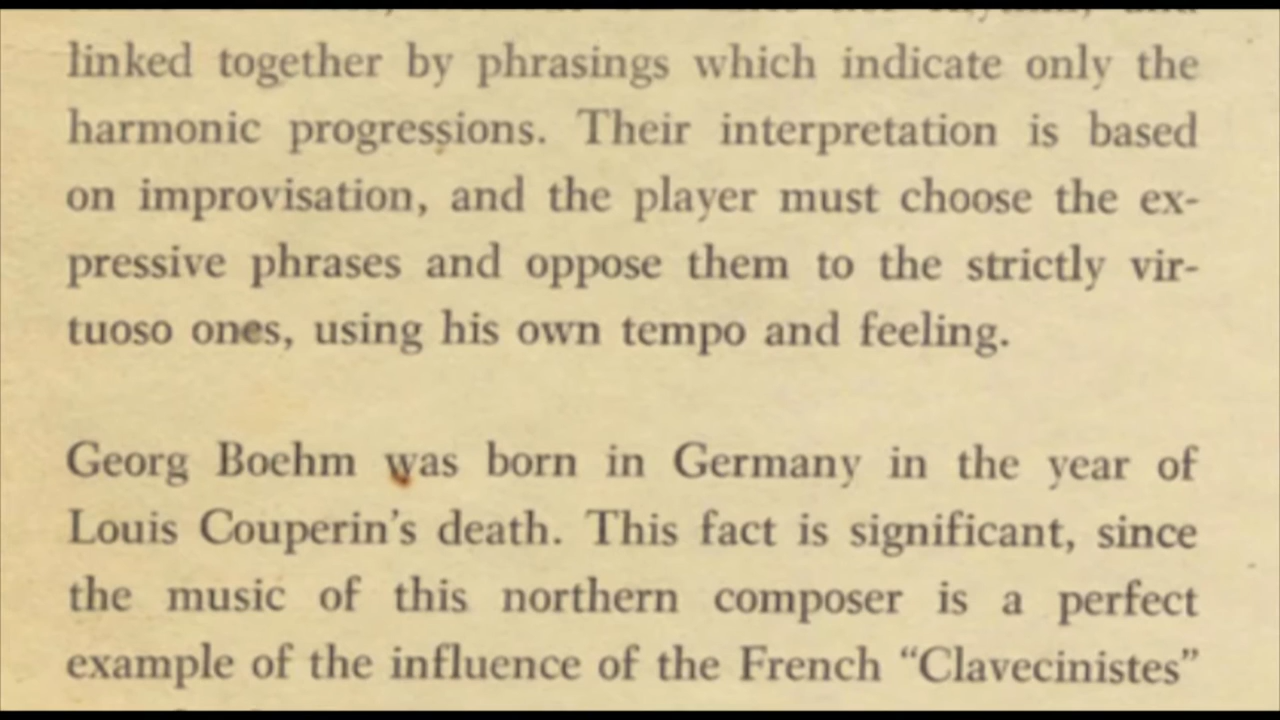 linked together by phrasings which indicate only the
harmonic progressions. Their interpretation is based
on improvisation, and the player must choose the ex-
pressive phrases and oppose them to the strictly vir-
tuoso ones, using his own tempo and feeling.
Georg Boehm was born in Germany in the year of
Louis Couperin's death. This fact is significant, since
the music of this northern composer is a perfect
example of the influence of the French “Clavecinistes”